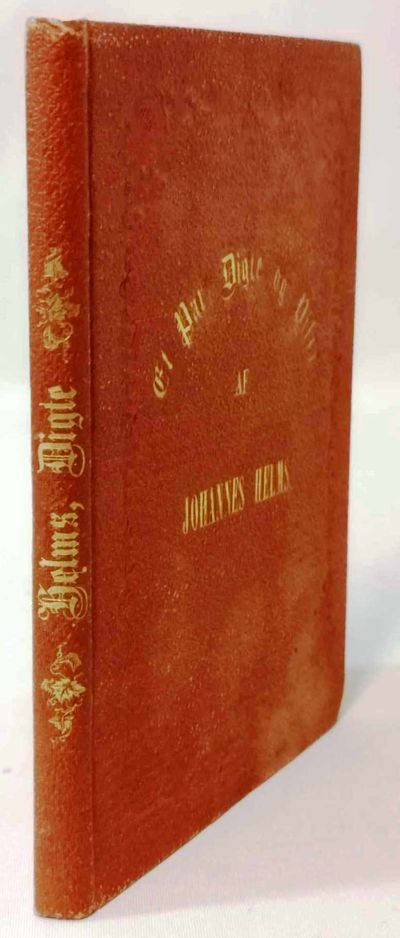 Helms, Digte
Et Par Digte og
AF
JOHANNES HELMS.